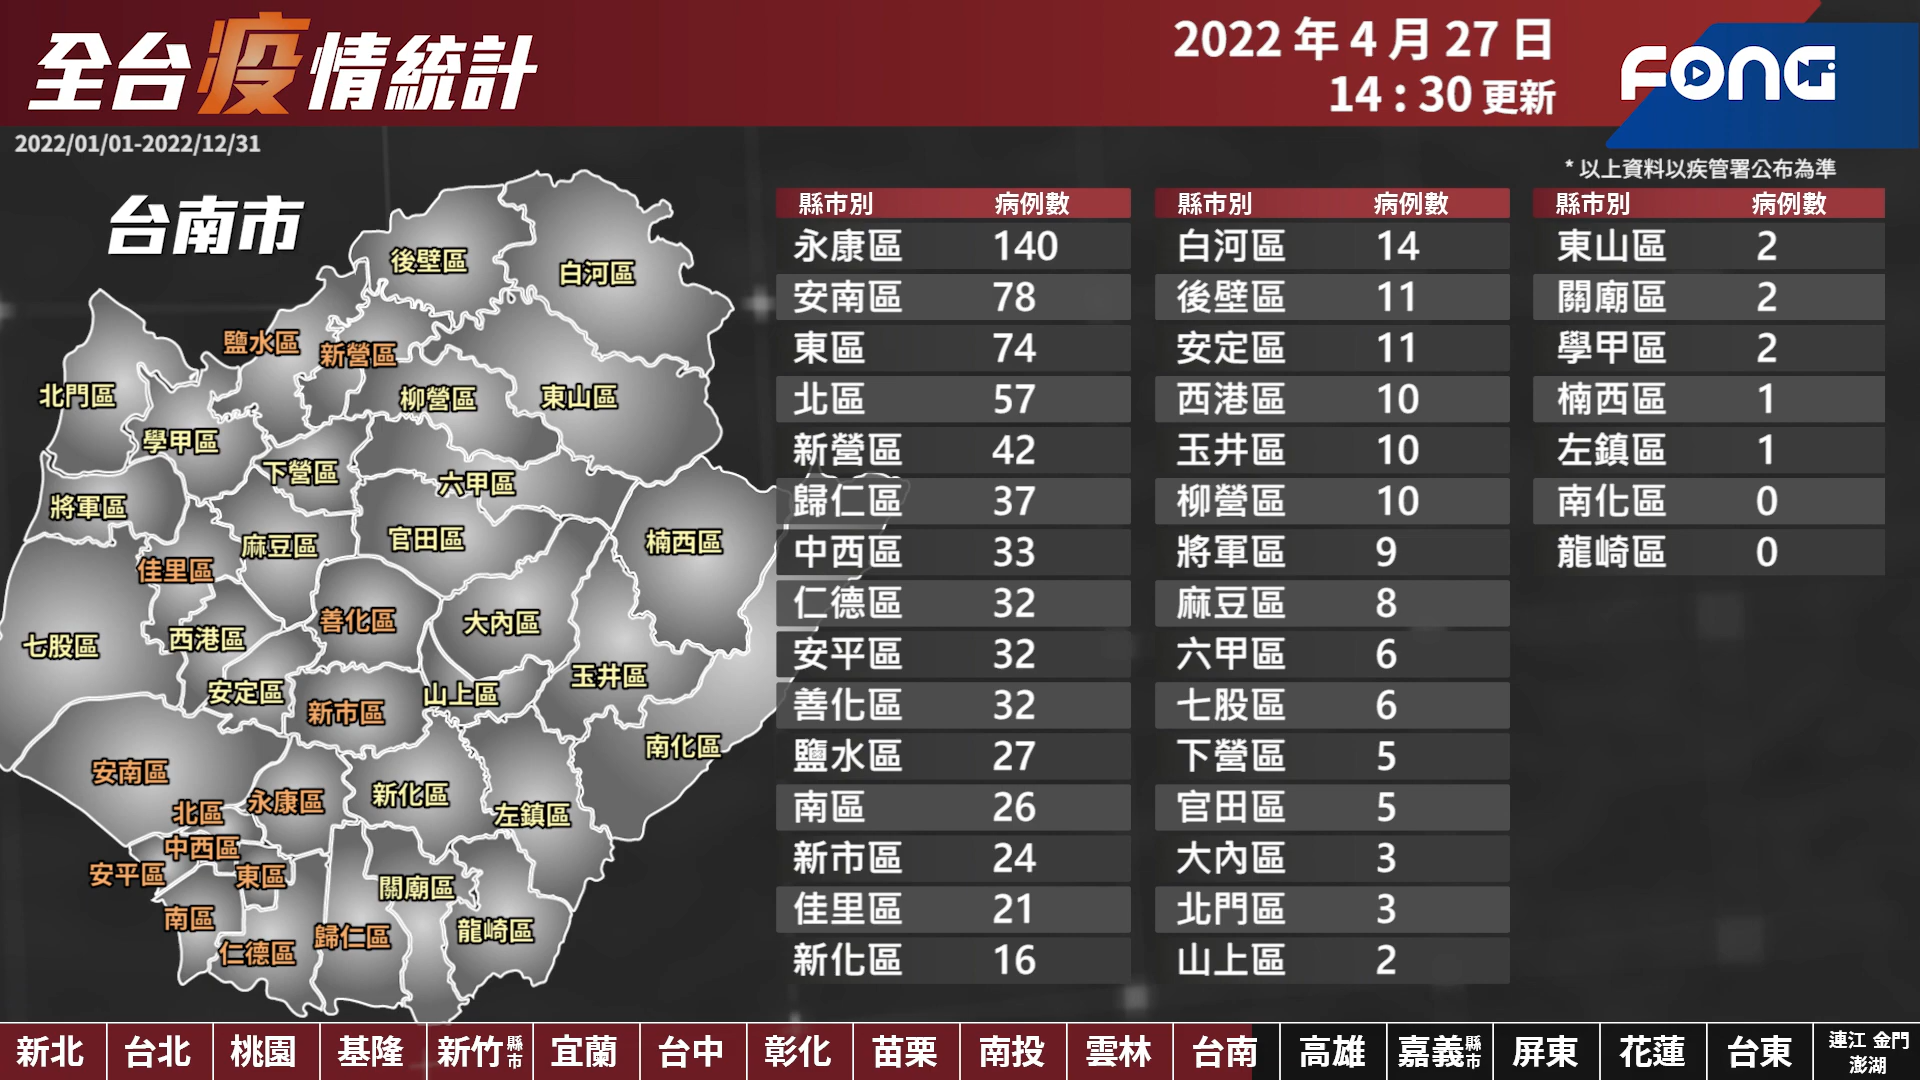 全台疫情統計
2022 年 4 月 27 日
14 : 30 更新
FONG
2022/01/01-2022/12/31
* 以上資料以疾管署公布為準
台南市
後壁區
白河區
鹽水區
新營區
北門區
柳營區
東山區
學甲區
下營區
六甲區
將軍區
麻豆區
官田區
楠西區
佳里區
善化區
大內區
七股區
西港區
玉井區
安定區
新市區
山上區
南化區
安南區
永康區
新化區
北區
左鎮區
中西區
安平區
東區
關廟區
南區
歸仁區
龍崎區
仁德區
縣市別 病例數
永康區 140
安南區 78
東區 74
北區 57
新營區 42
歸仁區 37
中西區 33
仁德區 32
安平區 32
善化區 32
鹽水區 27
南區 26
新市區 24
佳里區 21
新化區 16
縣市別 病例數
白河區 14
後壁區 11
安定區 11
西港區 10
玉井區 10
柳營區 10
將軍區 9
麻豆區 8
六甲區 6
七股區 6
下營區 5
官田區 5
大內區 3
北門區 3
山上區 2
縣市別 病例數
東山區 2
關廟區 2
學甲區 2
楠西區 1
左鎮區 1
南化區 0
龍崎區 0
新北 台北 桃園 基隆 新竹縣市 宜蘭 台中 彰化 苗栗 南投 雲林 台南 高雄 嘉義縣市 屏東 花蓮 台東 連江 金門 澎湖